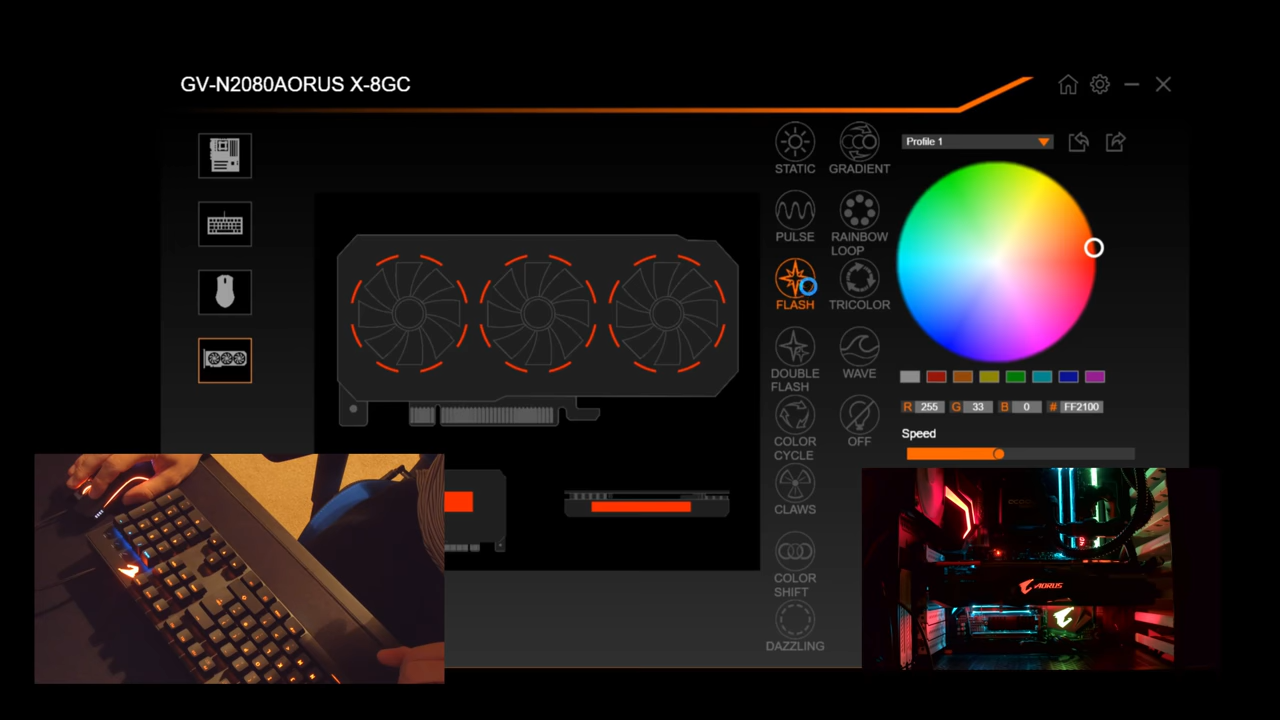 GV-N2080AORUS X-8GC
Profile 1
STATIC
GRADIENT
PULSE
RAINBOW
LOOP
FLASH
TRICOLOR
DOUBLE
FLASH
WAVE
COLOR
CYCLE
OFF
CLAWS
COLOR
SHIFT
DAZZLING
R 255 G 33 B 0 # FF2100
Speed
AORUS